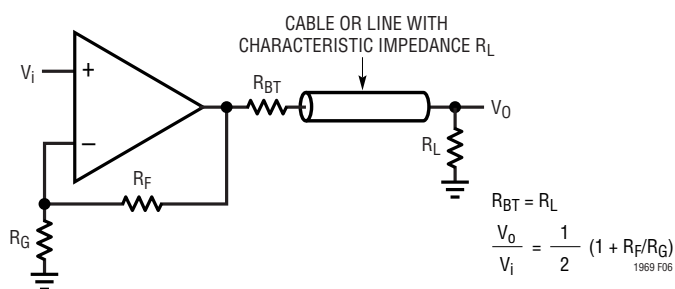 CABLE OR LINE WITH
CHARACTERISTIC IMPEDANCE RL
Vi
+
–
RBT
VO
RL
RF
RG
RBT = RL
Vo
Vi
= 1
2
(1 + RF/RG)
1969 F06